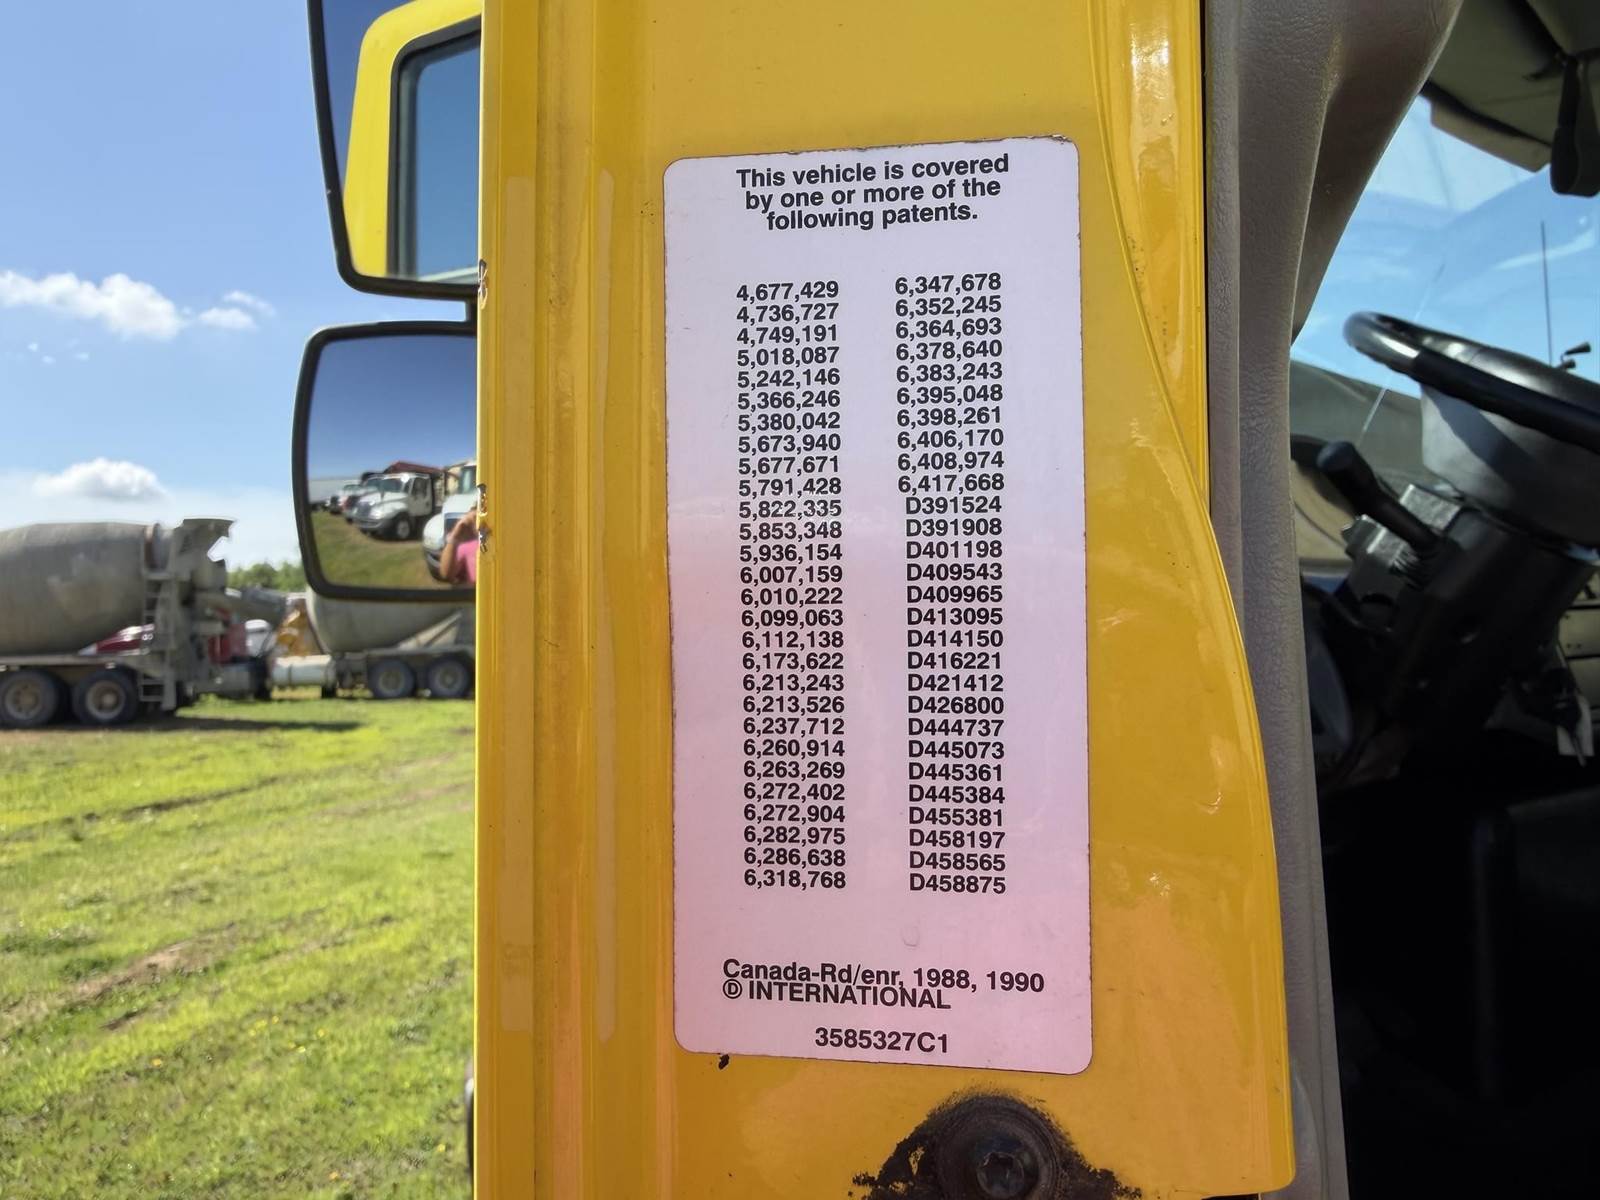 This vehicle is covered
by one or more of the
following patents.
4,677,429
4,736,727
4,749,191
5,018,087
5,242,146
5,366,246
5,380,042
5,673,940
5,677,671
5,791,428
5,822,335
5,853,348
5,936,154
6,007,159
6,010,222
6,099,063
6,112,138
6,173,622
6,213,243
6,213,526
6,237,712
6,260,914
6,263,269
6,272,402
6,272,904
6,282,975
6,286,638
6,318,768
6,347,678
6,352,245
6,364,693
6,378,640
6,383,243
6,395,048
6,398,261
6,406,170
6,408,974
6,417,668
D391524
D391908
D401198
D409543
D409965
D413095
D414150
D416221
D421412
D426800
D444737
D445073
D445361
D445384
D455381
D458197
D458565
D458875
Canada-Rd/enr, 1988, 1990
Ⓓ INTERNATIONAL
3585327C1